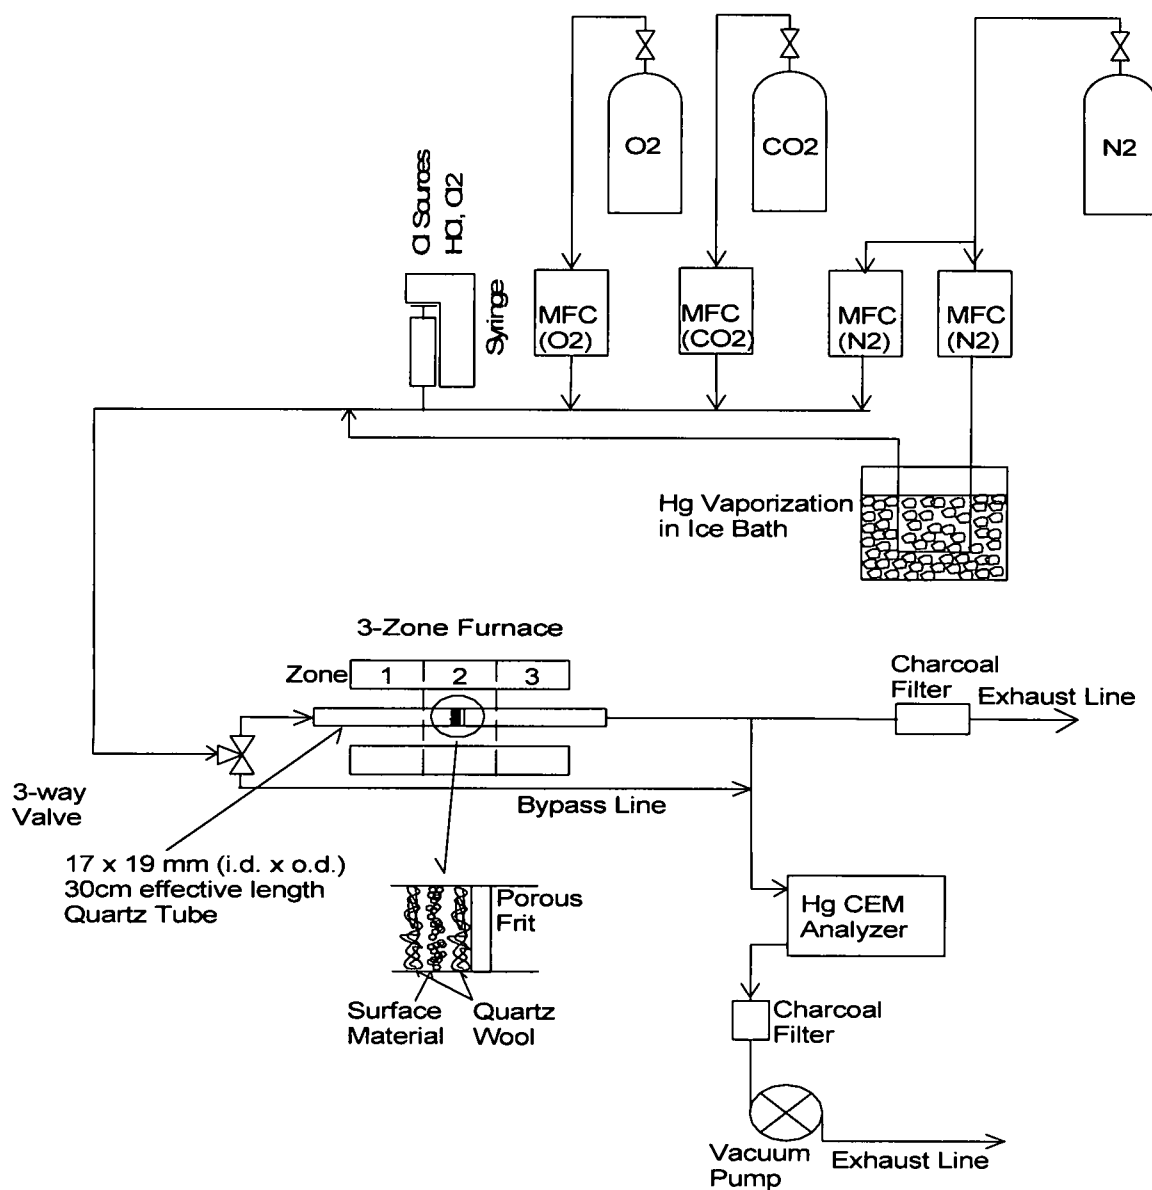 O2
CO2
N2
Cl Sources
HCl, Cl2
Syringe
MFC
(O2)
MFC
(CO2)
MFC
(N2)
MFC
(N2)
Hg Vaporization
in Ice Bath
3-Zone Furnace
Zone
1
2
3
Charcoal
Filter
Exhaust Line
3-way
Valve
Bypass Line
17 x 19 mm (i.d. x o.d.)
30cm effective length
Quartz Tube
Porous
Frit
Hg CEM
Analyzer
Surface
Material
Quartz
Wool
Charcoal
Filter
Vacuum
Pump
Exhaust Line